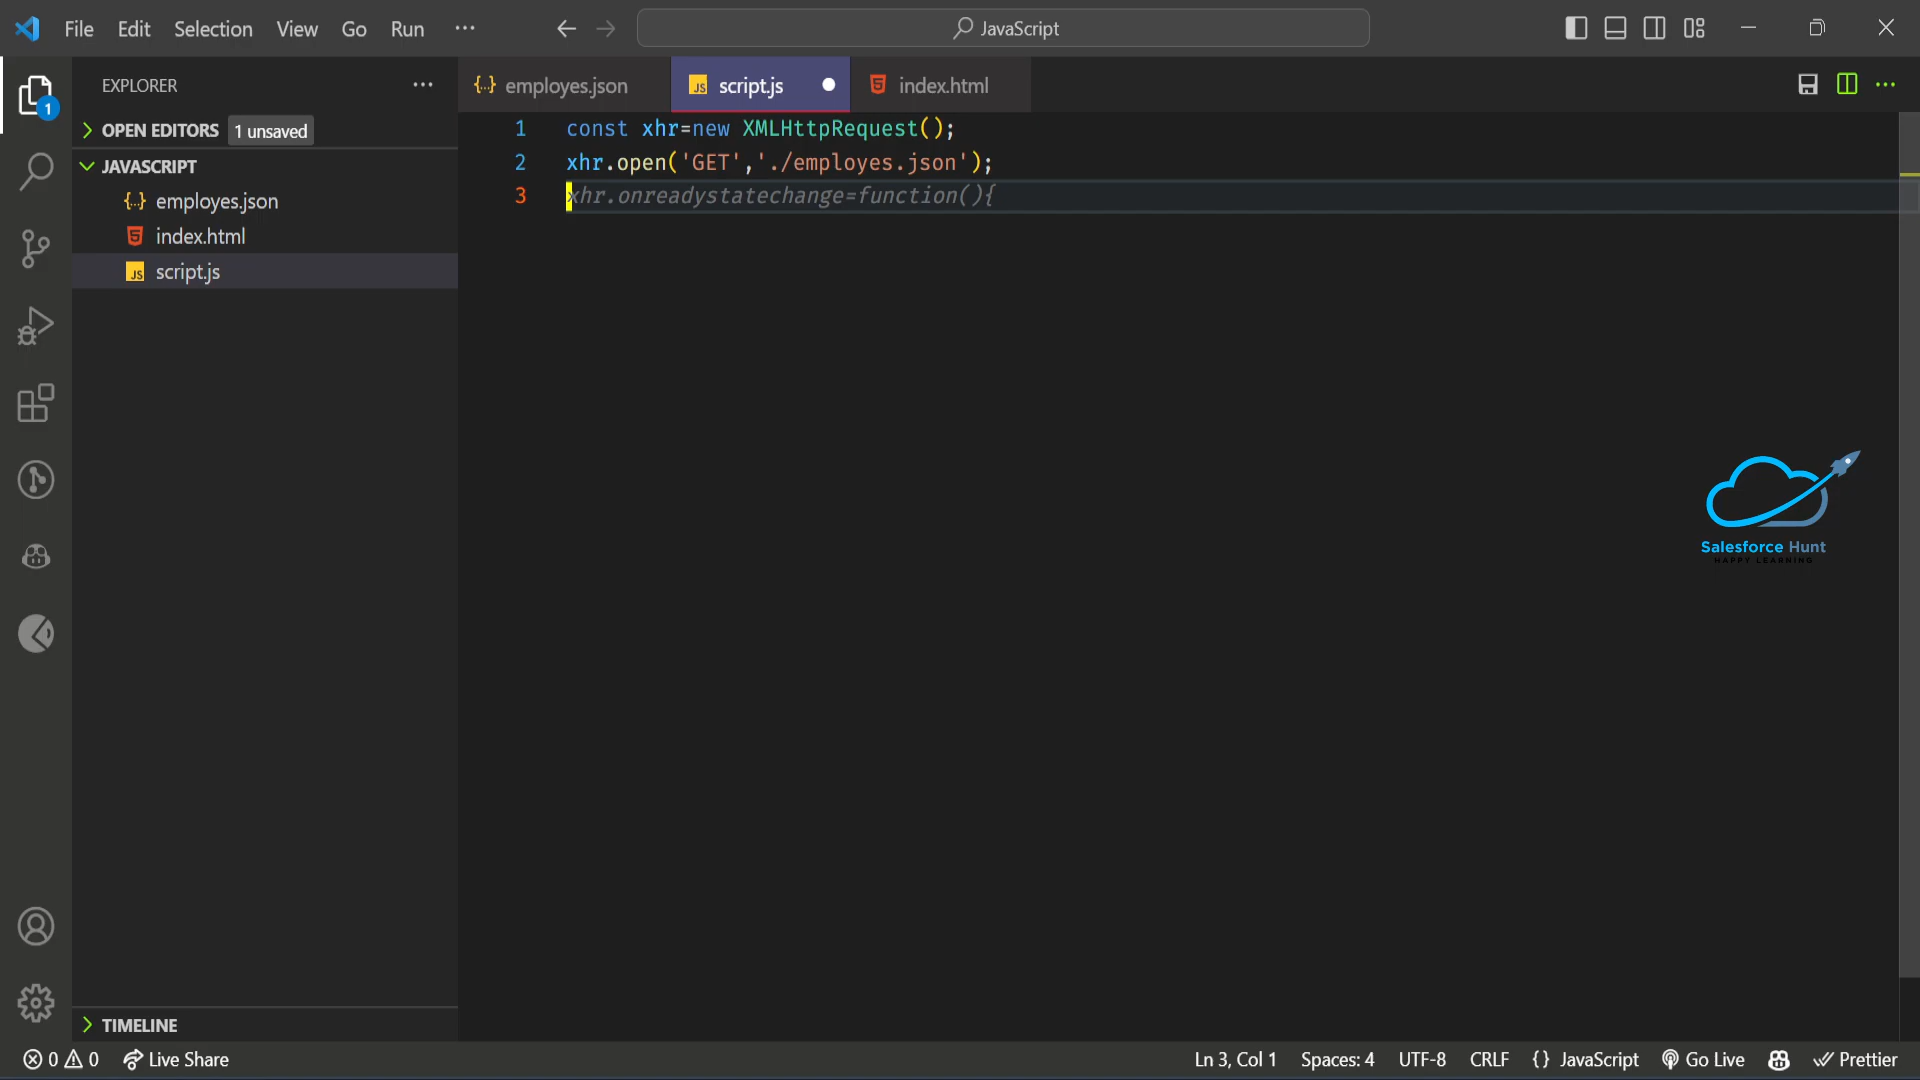 File Edit Selection View Go Run ···
JavaScript
EXPLORER ···
employes.json
script.js
index.html
1
OPEN EDITORS 1 unsaved
JAVASCRIPT
employes.json
index.html
script.js
1 const xhr=new XMLHttpRequest();
2 xhr.open('GET','./employes.json');
3 xhr.onreadystatechange=function(){
Salesforce Hunt
HAPPY LEARNING
TIMELINE
0 0 Live Share
Ln 3, Col 1 Spaces: 4 UTF-8 CRLF {} JavaScript Go Live Prettier